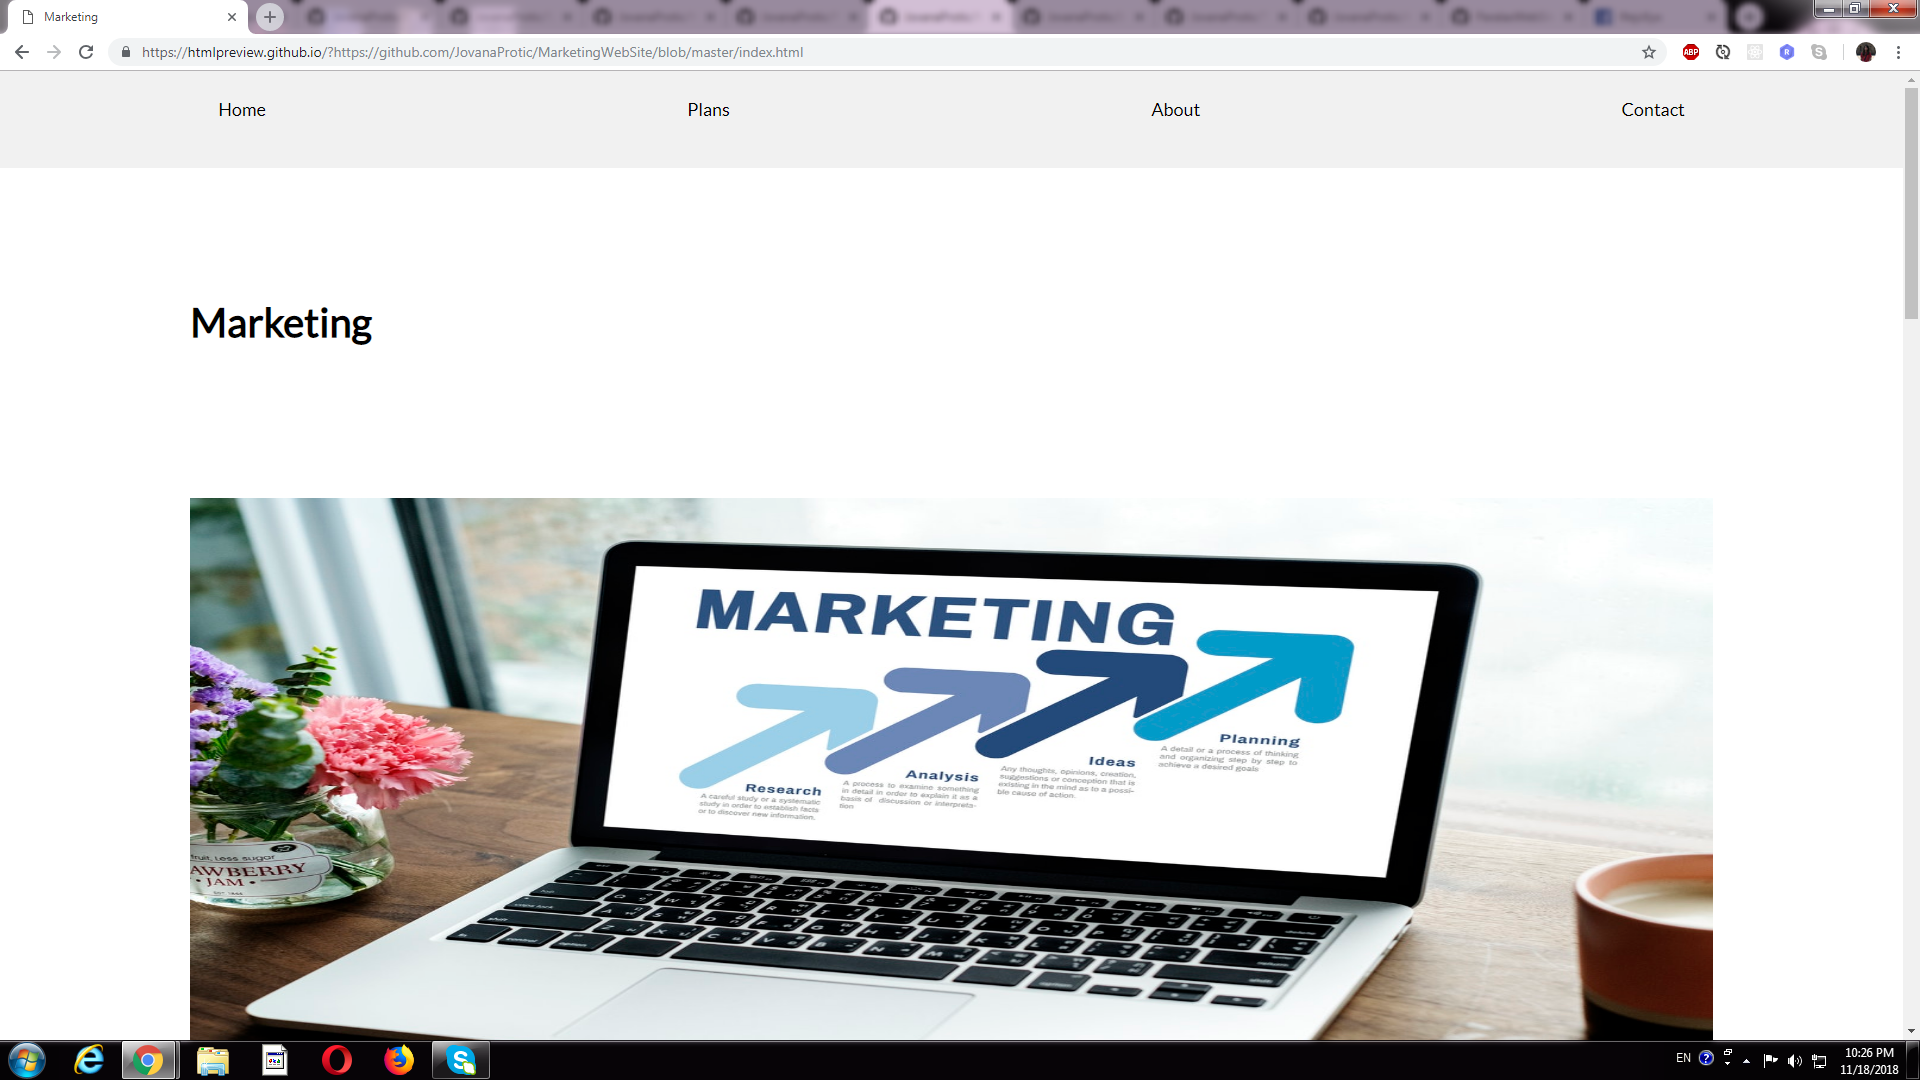 Marketing
https://htmlpreview.github.io/?https://github.com/JovanaProtic/MarketingWebSite/blob/master/index.html
ABP
R
Home
Plans
About
Contact
Marketing
MARKETING
Planning
A detail or a process of thinking
and organizing step by step to
achieve a desired goals
Ideas
Any thoughts, opinions, creation,
suggestions or conception that is
existing in the mind as to a possi-
ble cause of action.
Analysis
A process to examine something
in detail in order to explain it as a
basis of discussion or interpreta-
tion
Research
A careful study or a systematic
study in order to establish facts
or to discover new information.
fruit, Less sugar
AWBERRY
• JAM •
EN
10:26 PM
11/18/2018